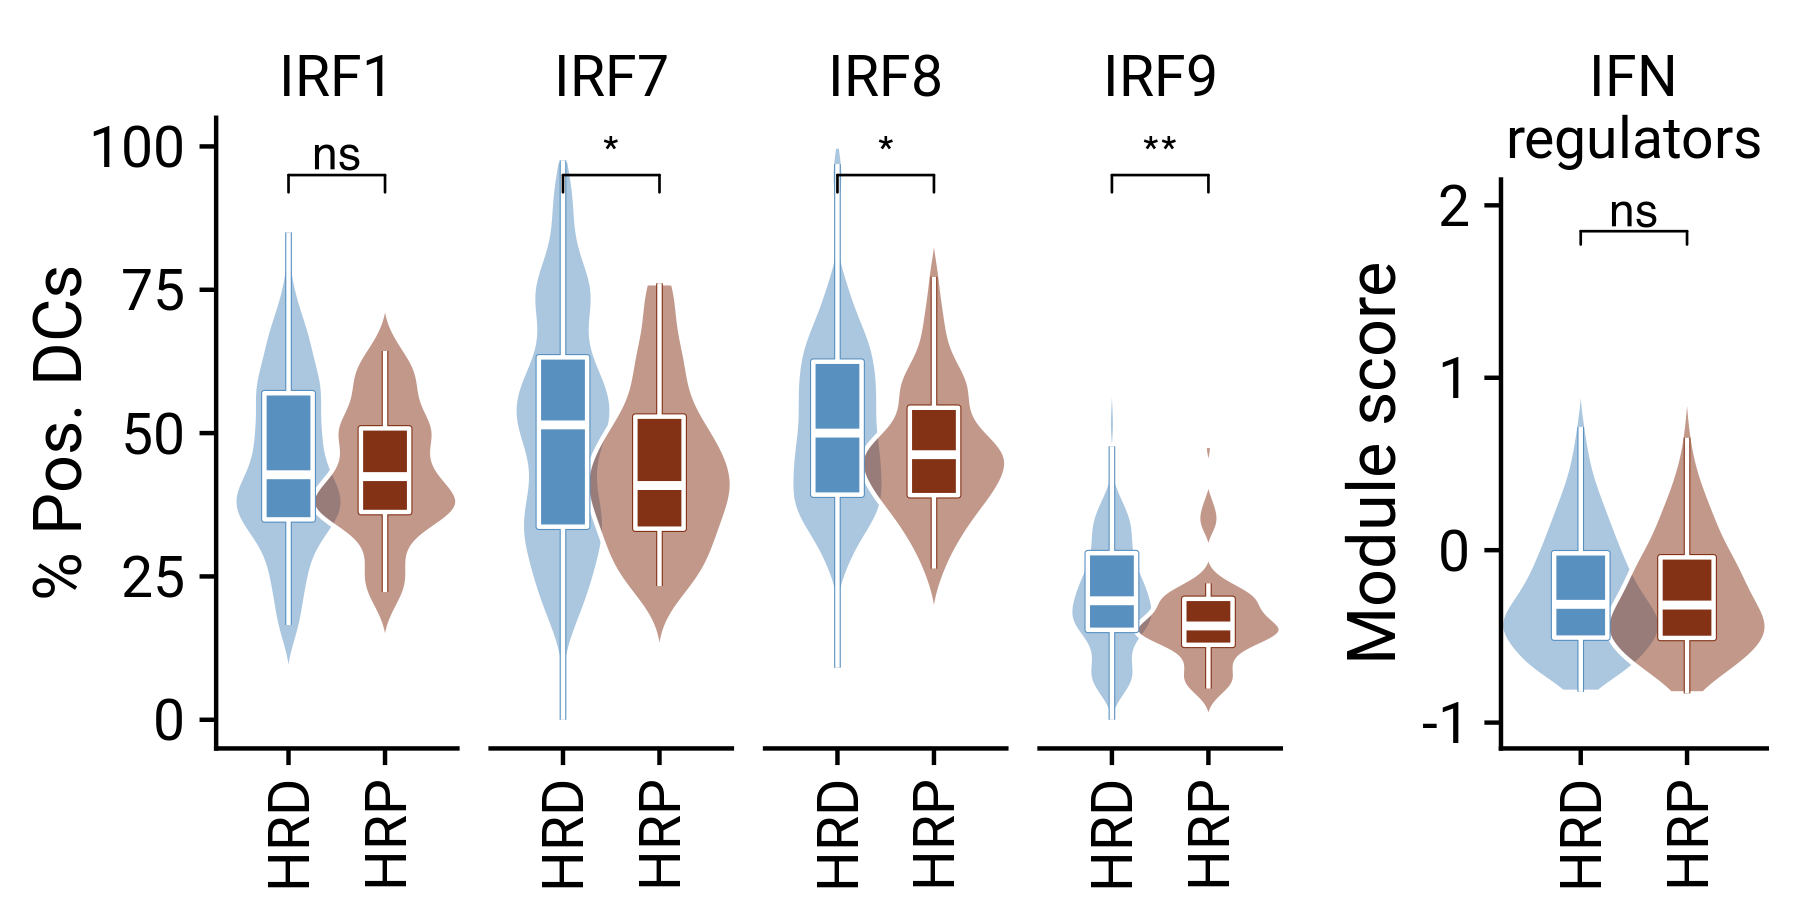 IRF1
IRF7
IRF8
IRF9
IFN
regulators
ns
*
*
**
ns
% Pos. DCs
100
75
50
25
0
Module score
2
1
0
-1
HRD
HRP
HRD
HRP
HRD
HRP
HRD
HRP
HRD
HRP